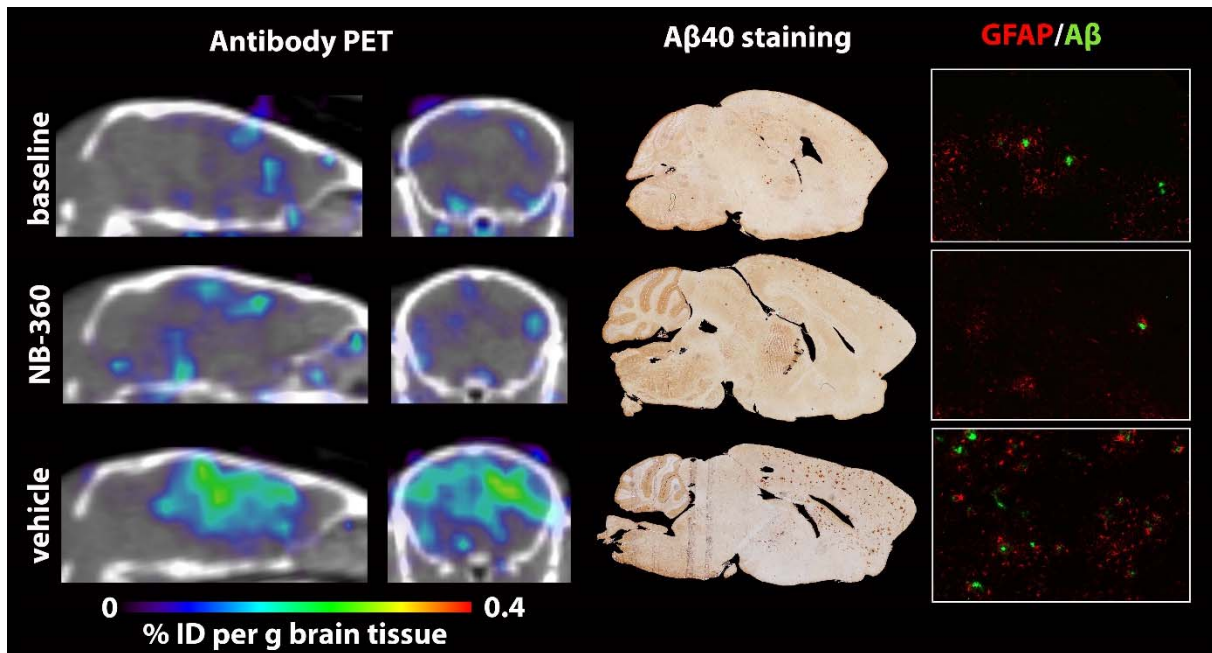 Antibody PET
Aβ40 staining
GFAP/Aβ
baseline
NB-360
vehicle
0
0.4
% ID per g brain tissue